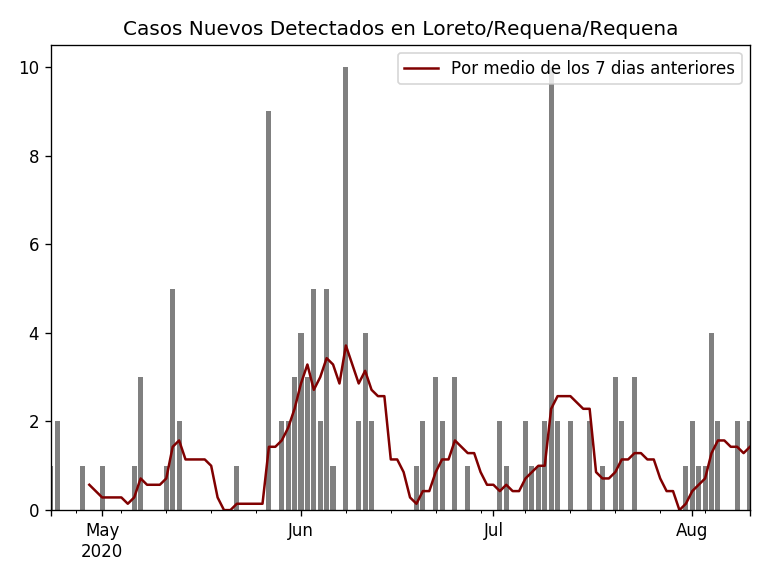 Casos Nuevos Detectados en Loreto/Requena/Requena
Por medio de los 7 dias anteriores
10
8
6
4
2
0
May
2020
Jun
Jul
Aug